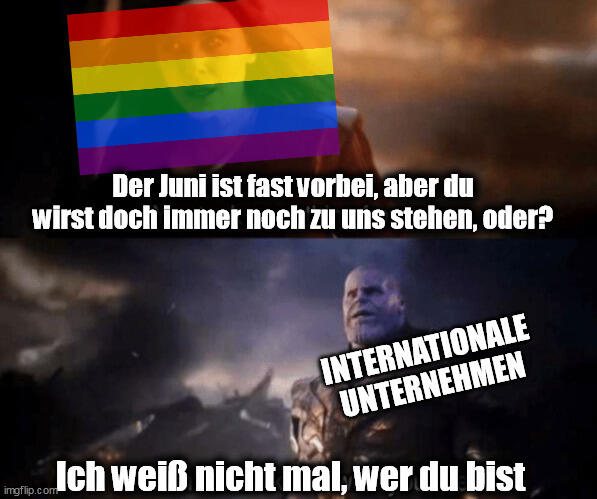 Der Juni ist fast vorbei, aber du
wirst doch immer noch zu uns stehen, oder?
INTERNATIONALE
UNTERNEHMEN
Ich weiß nicht mal, wer du bist
imgflip.com